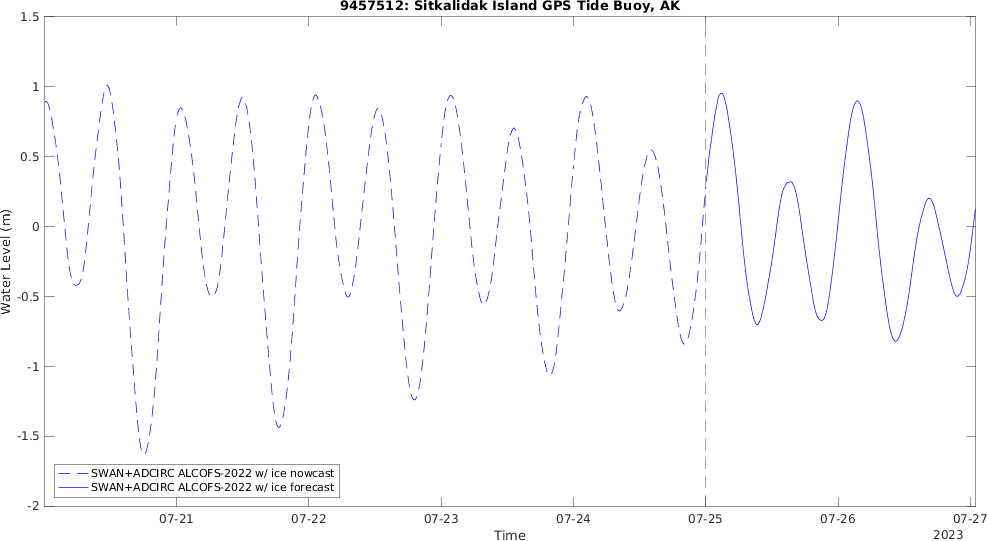 9457512: Sitkalidak Island GPS Tide Buoy, AK
1.5
1
0.5
0
-0.5
-1
-1.5
-2
Water Level (m)
SWAN+ADCIRC ALCOFS-2022 w/ ice nowcast
SWAN+ADCIRC ALCOFS-2022 w/ ice forecast
07-21 07-22 07-23 07-24 07-25 07-26 07-27
Time
2023